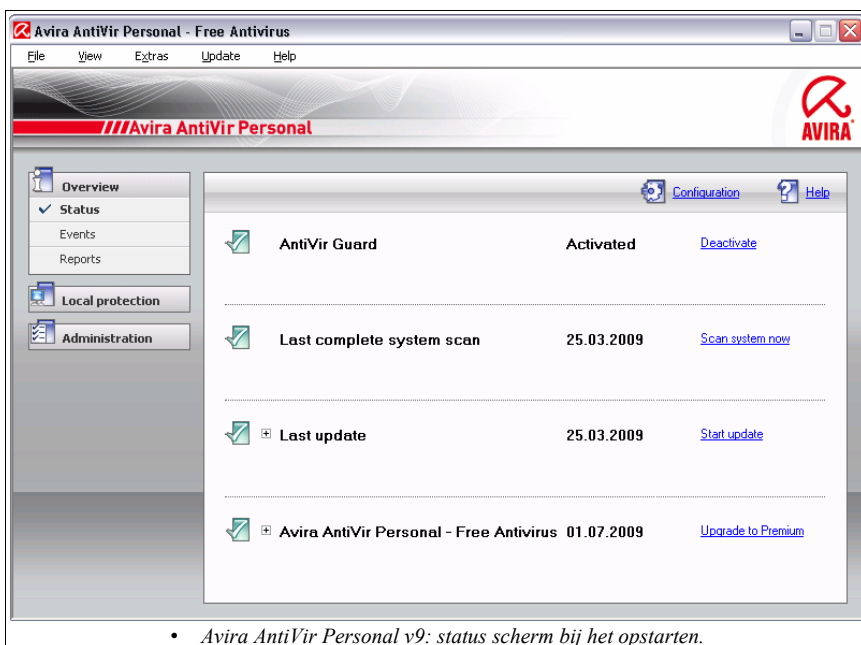 Avira AntiVir Personal - Free Antivirus
File View Extras Update Help
///Avira AntiVir Personal
AVIRA
Overview
Status
Events
Reports
Local protection
Administration
Configuration Help
AntiVir Guard Activated Deactivate
Last complete system scan 25.03.2009 Scan system now
Last update 25.03.2009 Start update
Avira AntiVir Personal - Free Antivirus 01.07.2009 Upgrade to Premium
• Avira AntiVir Personal v9: status scherm bij het opstarten.